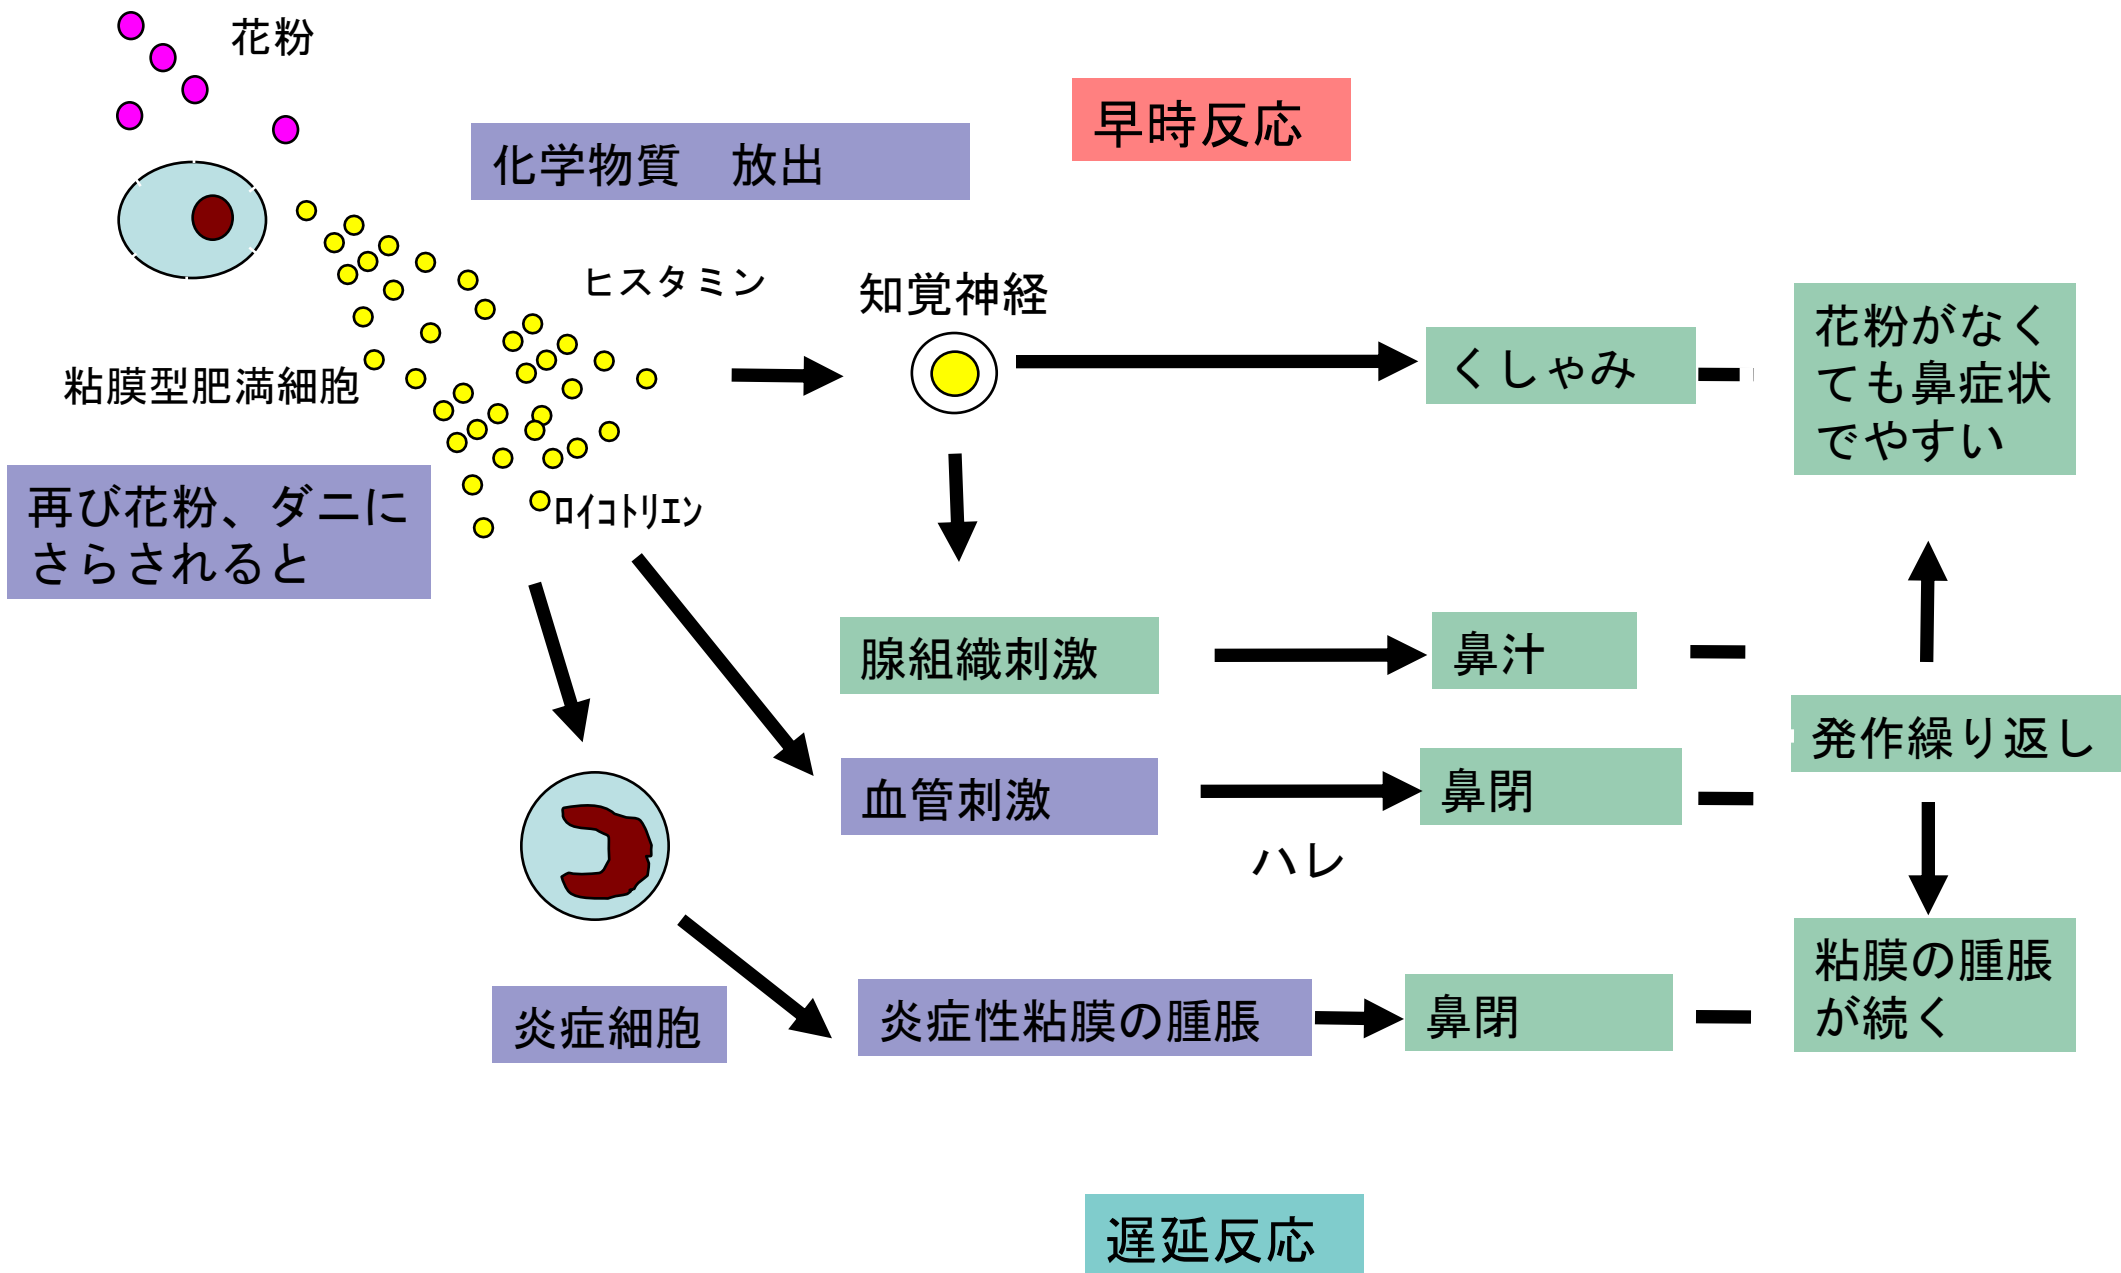 花粉
早時反応
化学物質　放出
ヒスタミン
知覚神経
花粉がなく
ても鼻症状
でやすい
くしゃみ
粘膜型肥満細胞
再び花粉、ダニに
さらされると
ﾛｲｺﾄﾘｴﾝ
腺組織刺激
鼻汁
発作繰り返し
血管刺激
鼻閉
ハレ
粘膜の腫脹
が続く
炎症細胞
炎症性粘膜の腫脹
鼻閉
遅延反応